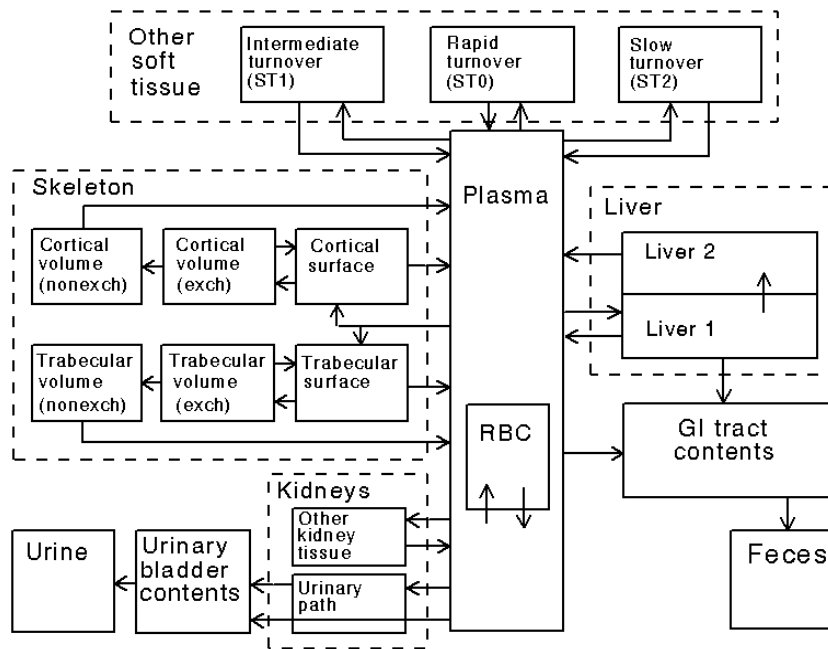 Other
soft
tissue
Intermediate
turnover
(ST1)
Rapid
turnover
(ST0)
Slow
turnover
(ST2)
Skeleton
Plasma
Liver
Cortical
volume
(nonexch)
Cortical
volume
(exch)
Cortical
surface
Liver 2
Liver 1
Trabecular
volume
(nonexch)
Trabecular
volume
(exch)
Trabecular
surface
RBC
GI tract
contents
Kidneys
Other
kidney
tissue
Urinary
path
Urine
Urinary
bladder
contents
Feces